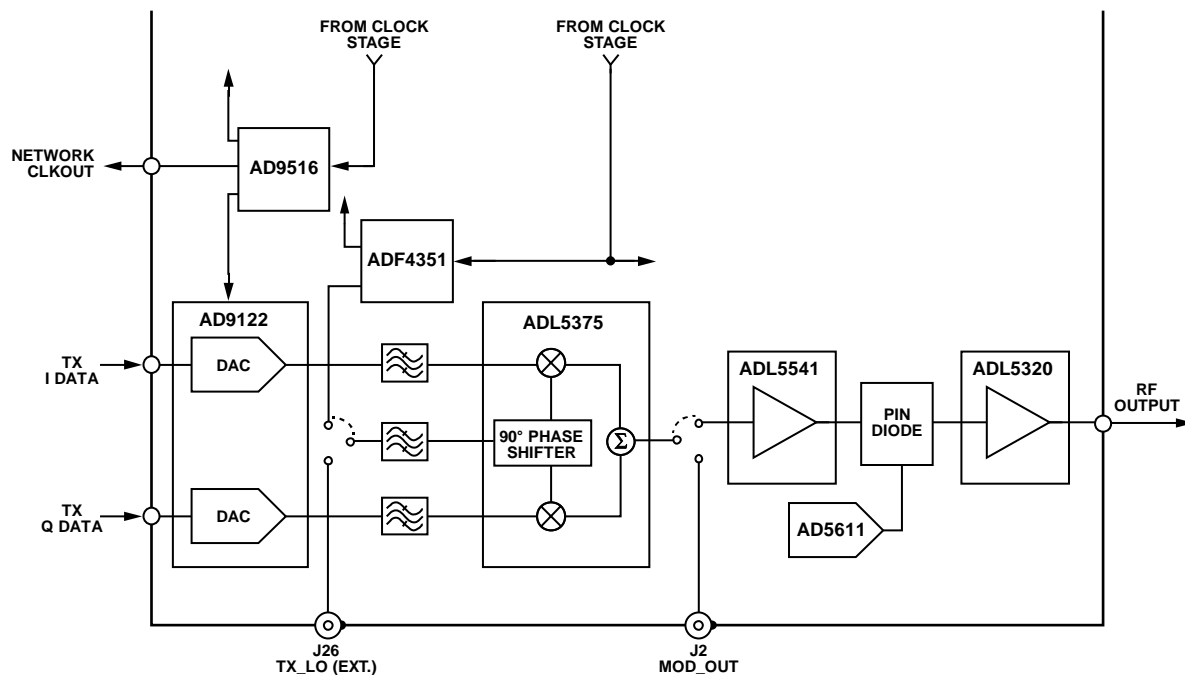 FROM CLOCK
STAGE
FROM CLOCK
STAGE
NETWORK
CLKOUT
AD9516
ADF4351
AD9122
ADL5375
TX
I DATA
DAC
ADL5541
ADL5320
PIN
DIODE
RF
OUTPUT
90° PHASE
SHIFTER
Σ
TX
Q DATA
DAC
AD5611
J26
TX_LO (EXT.)
J2
MOD_OUT